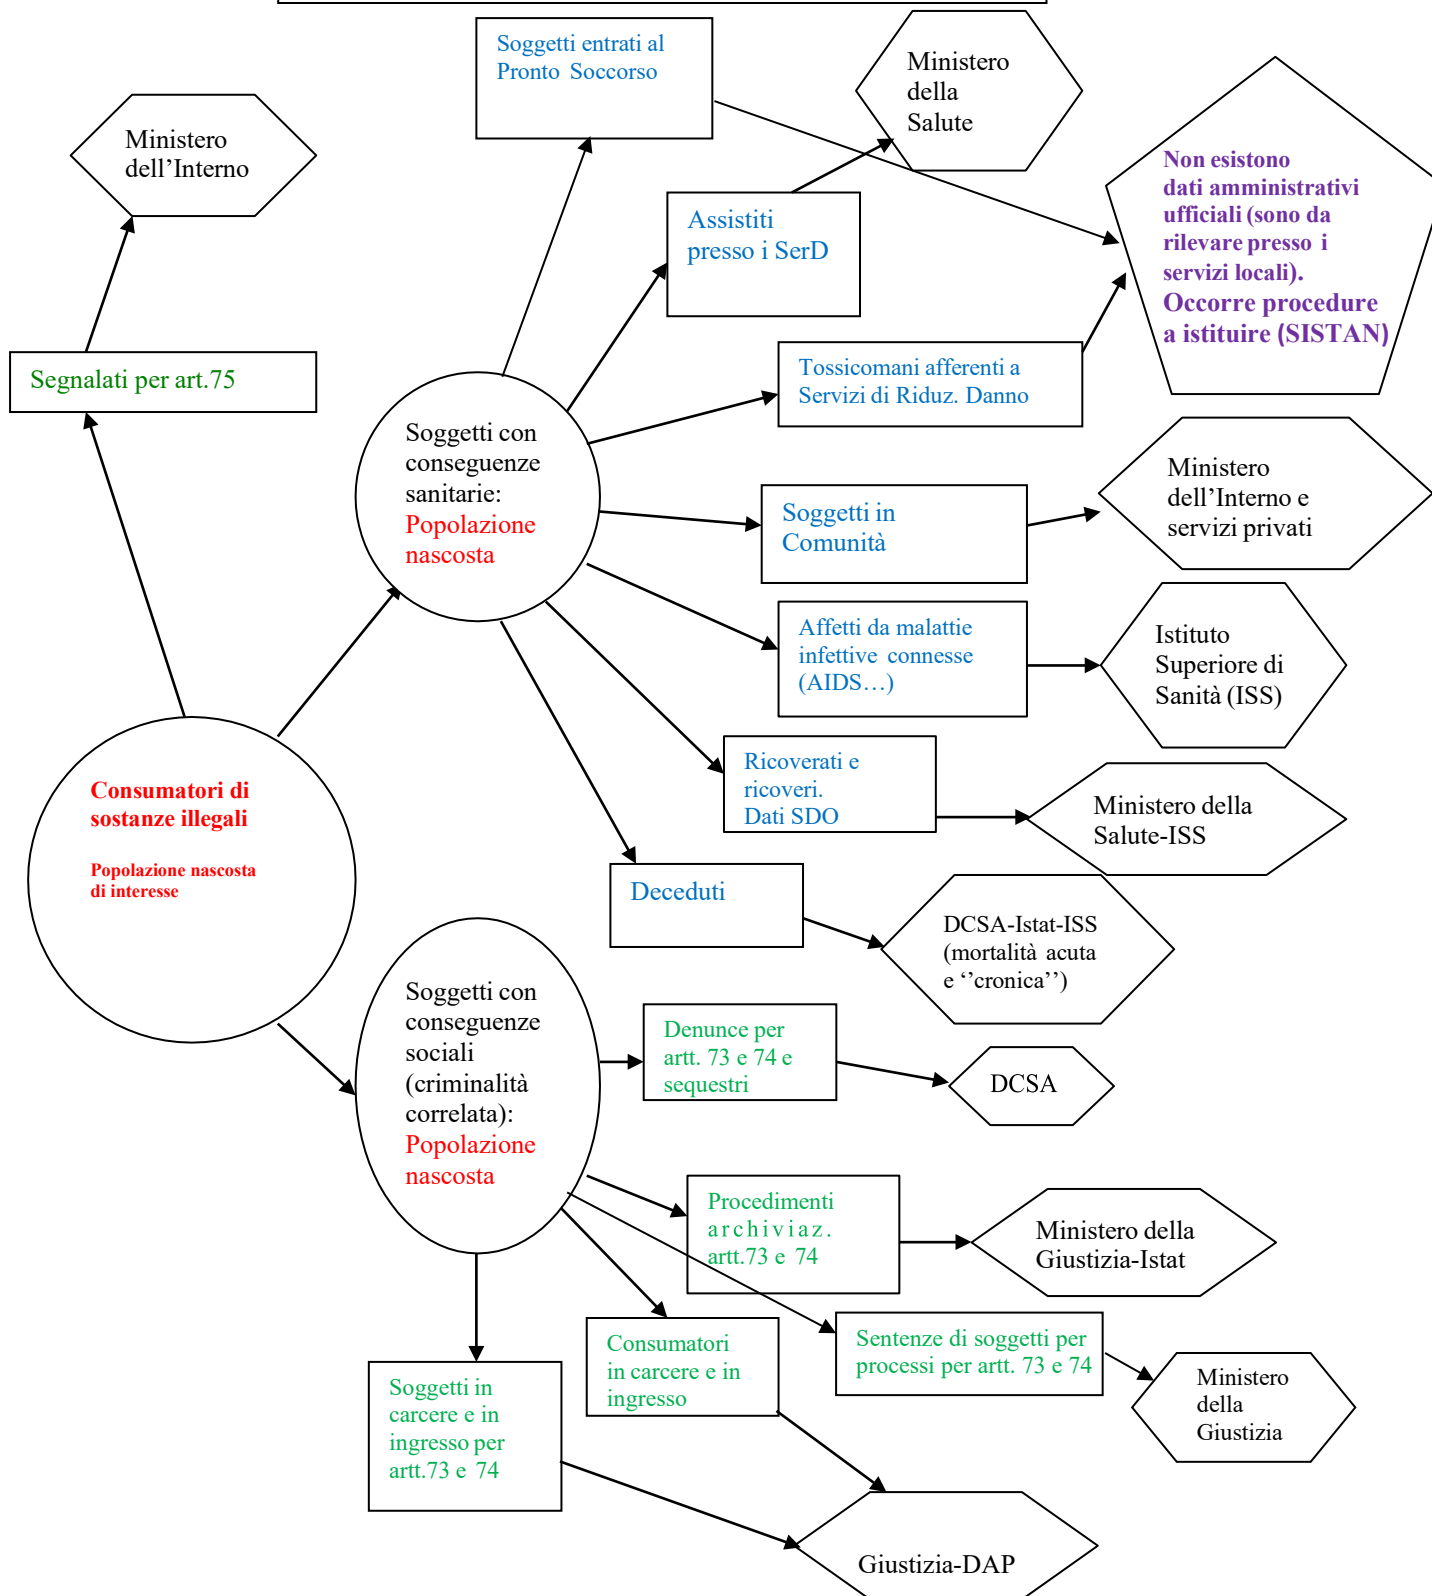 Soggetti entrati al
Pronto Soccorso
Ministero
della
Salute
Ministero
dell’Interno
Non esistono
dati amministrativi
ufficiali (sono da
rilevare presso i
servizi locali).
Occorre procedure
a istituire (SISTAN)
Assistiti
presso i SerD
Segnalati per art.75
Tossicomani afferenti a
Servizi di Riduz. Danno
Soggetti con
conseguenze
sanitarie:
Popolazione
nascosta
Soggetti in
Comunità
Ministero
dell’Interno e
servizi privati
Affetti da malattie
infettive connesse
(AIDS…)
Istituto
Superiore di
Sanità (ISS)
Ricoverati e
ricoveri.
Dati SDO
Ministero della
Salute-ISS
Consumatori di
sostanze illegali
Popolazione nascosta
di interesse
Deceduti
DCSA-Istat-ISS
(mortalità acuta
e ‘’cronica’’)
Soggetti con
conseguenze
sociali
(criminalità
correlata):
Popolazione
nascosta
Denunce per
artt. 73 e 74 e
sequestri
DCSA
Procedimenti
archiviaz.
artt.73 e 74
Ministero della
Giustizia-Istat
Consumatori
in carcere e in
ingresso
Sentenze di soggetti per
processi per artt. 73 e 74
Ministero
della
Giustizia
Soggetti in
carcere e in
ingresso per
artt.73 e 74
Giustizia-DAP